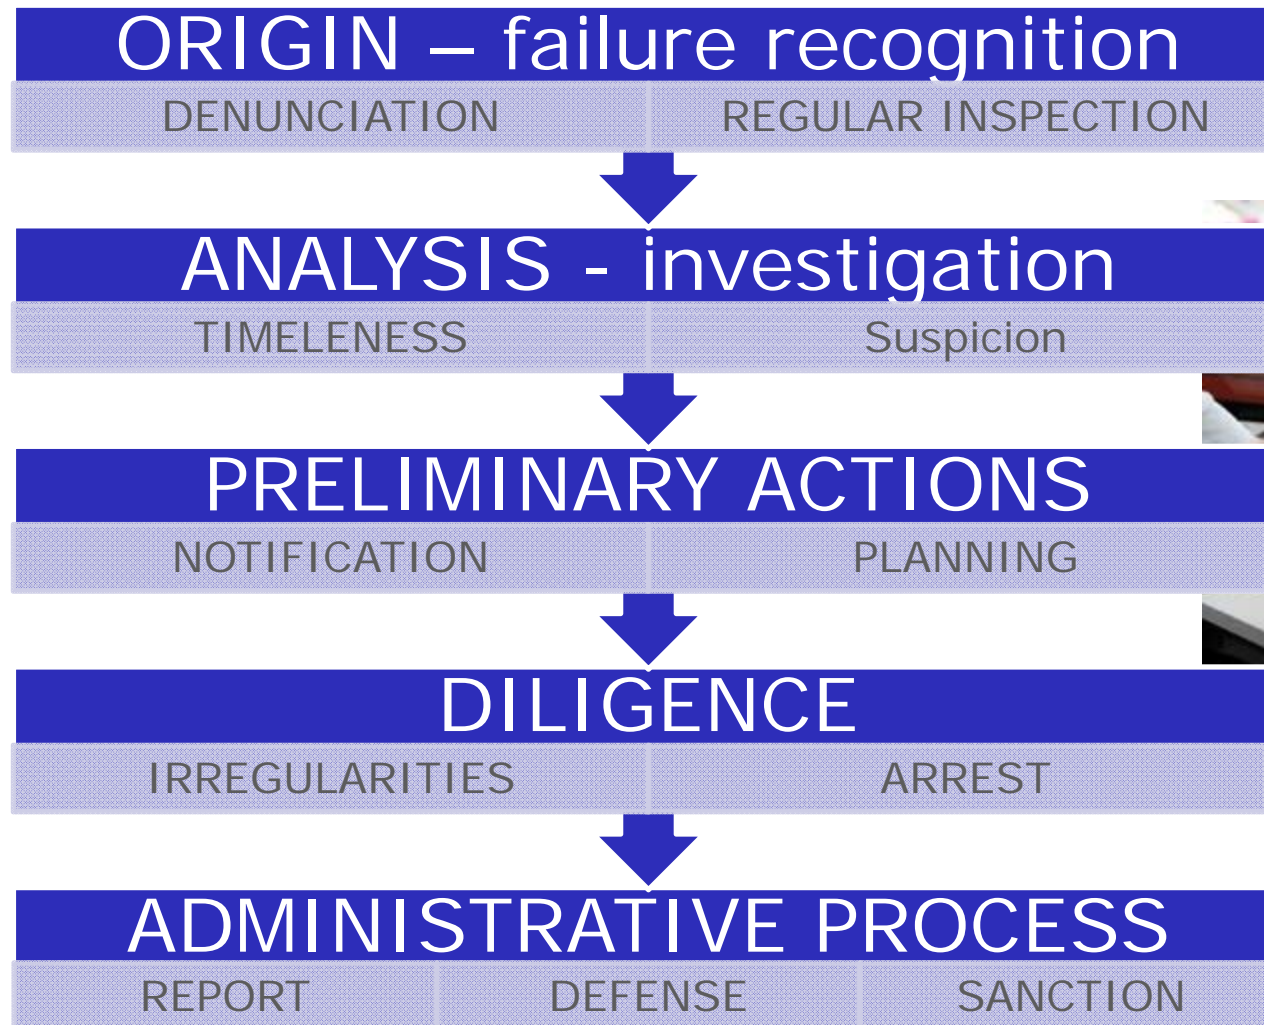 ORIGIN – failure recognition
DENUNCIATION REGULAR INSPECTION
ANALYSIS - investigation
TIMELENESS Suspicion
PRELIMINARY ACTIONS
NOTIFICATION PLANNING
DILIGENCE
IRREGULARITIES ARREST
ADMINISTRATIVE PROCESS
REPORT DEFENSE SANCTION